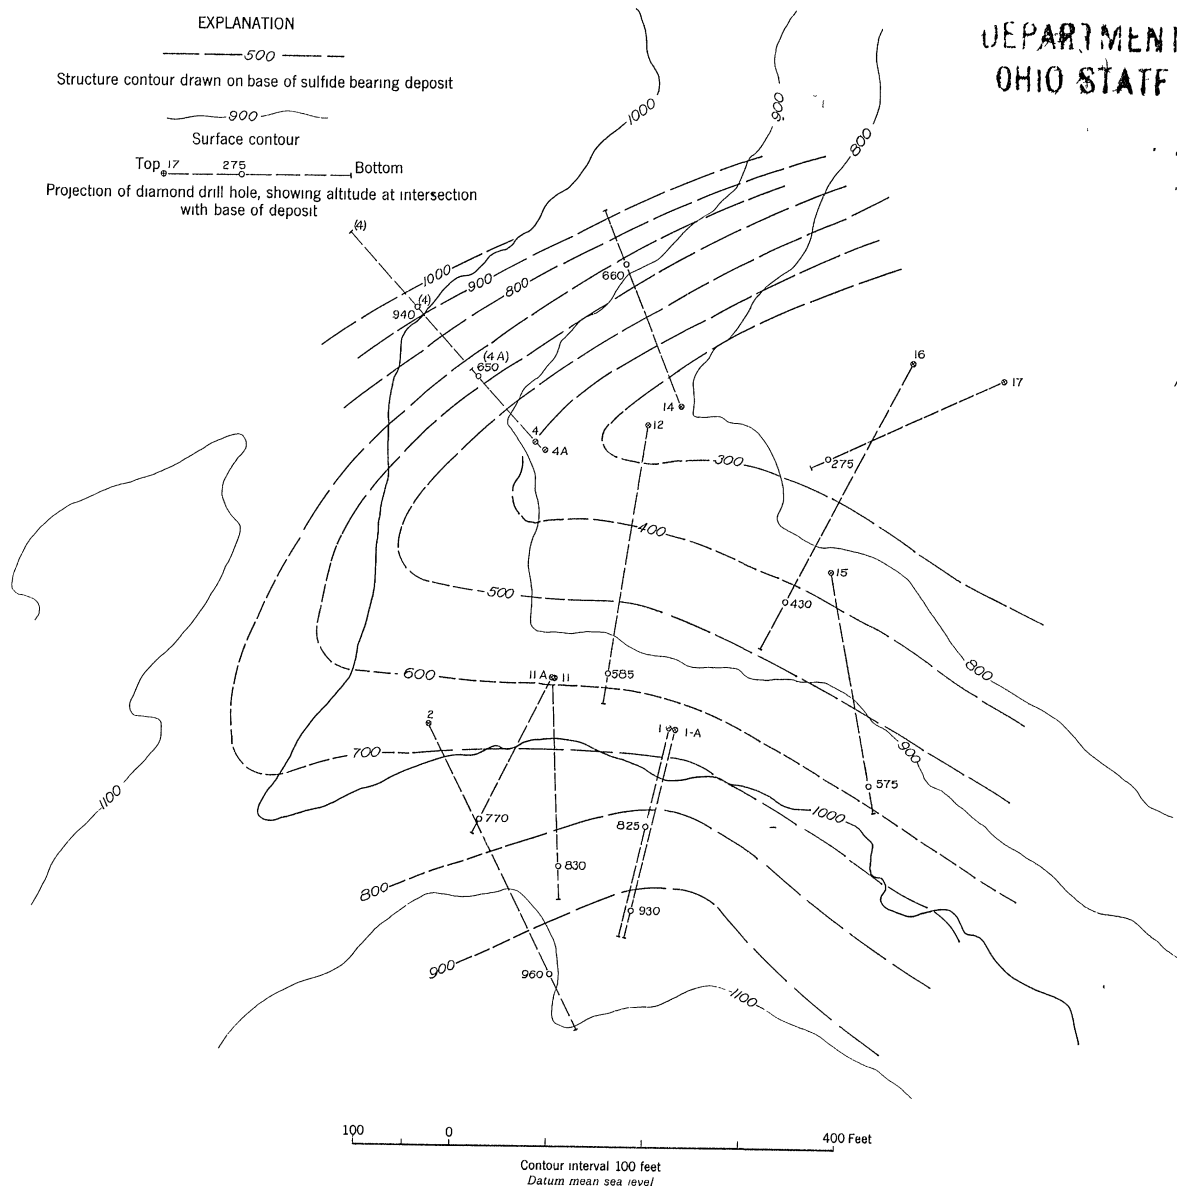 EXPLANATION
500
Structure contour drawn on base of sulfide bearing deposit
900
Surface contour
Top 17 275 Bottom
Projection of diamond drill hole, showing altitude at intersection
with base of deposit
OHIO STATE
1000
900
800
(4)
1000
900
800
660
(4)
940
(4A)
650
16
17
14
12
4
4A
300
275
400
15
500
430
800
600
11A 11
585
2
1 1-A
900
700
575
1100
770
825
1000
830
800
930
900
960
1100
100 0 400 Feet
Contour interval 100 feet
Datum mean sea level